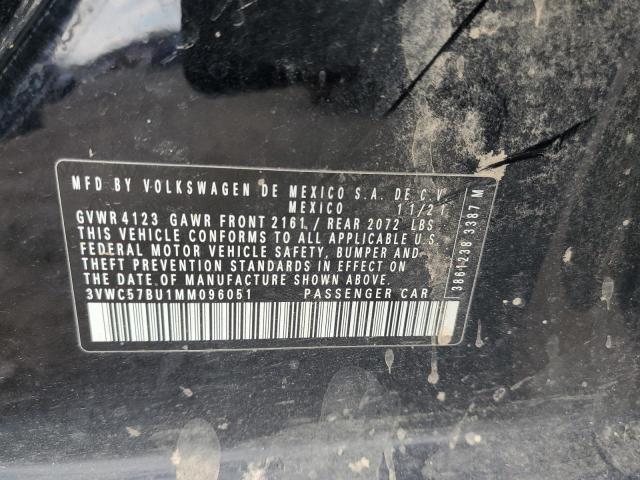 MFD BY VOLKSWAGEN DE MEXICO S.A. DE C.V.
MEXICO 11/21
GVWR 4123 GAWR FRONT 2161 / REAR 2072 LBS
THIS VEHICLE CONFORMS TO ALL APPLICABLE U.S.
FEDERAL MOTOR VEHICLE SAFETY, BUMPER AND
THEFT PREVENTION STANDARDS IN EFFECT ON
THE DATE OF MANUFACTURE SHOWN ABOVE.
3VWC57BU1MM096051 PASSENGER CAR
3861238 3387 M